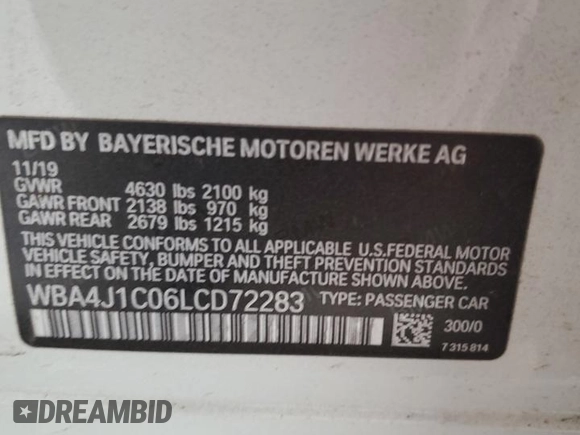 MFD BY BAYERISCHE MOTOREN WERKE AG
11/19
GVWR 4630 lbs 2100 kg
GAWR FRONT 2138 lbs 970 kg
GAWR REAR 2679 lbs 1215 kg
THIS VEHICLE CONFORMS TO ALL APPLICABLE U.S.FEDERAL MOTOR
VEHICLE SAFETY, BUMPER AND THEFT PREVENTION STANDARDS
IN EFFECT ON THE DATE OF MANUFACTURE SHOWN ABOVE.
WBA4J1C06LCD72283 TYPE: PASSENGER CAR
300/0
7 315 814
DREAMBID